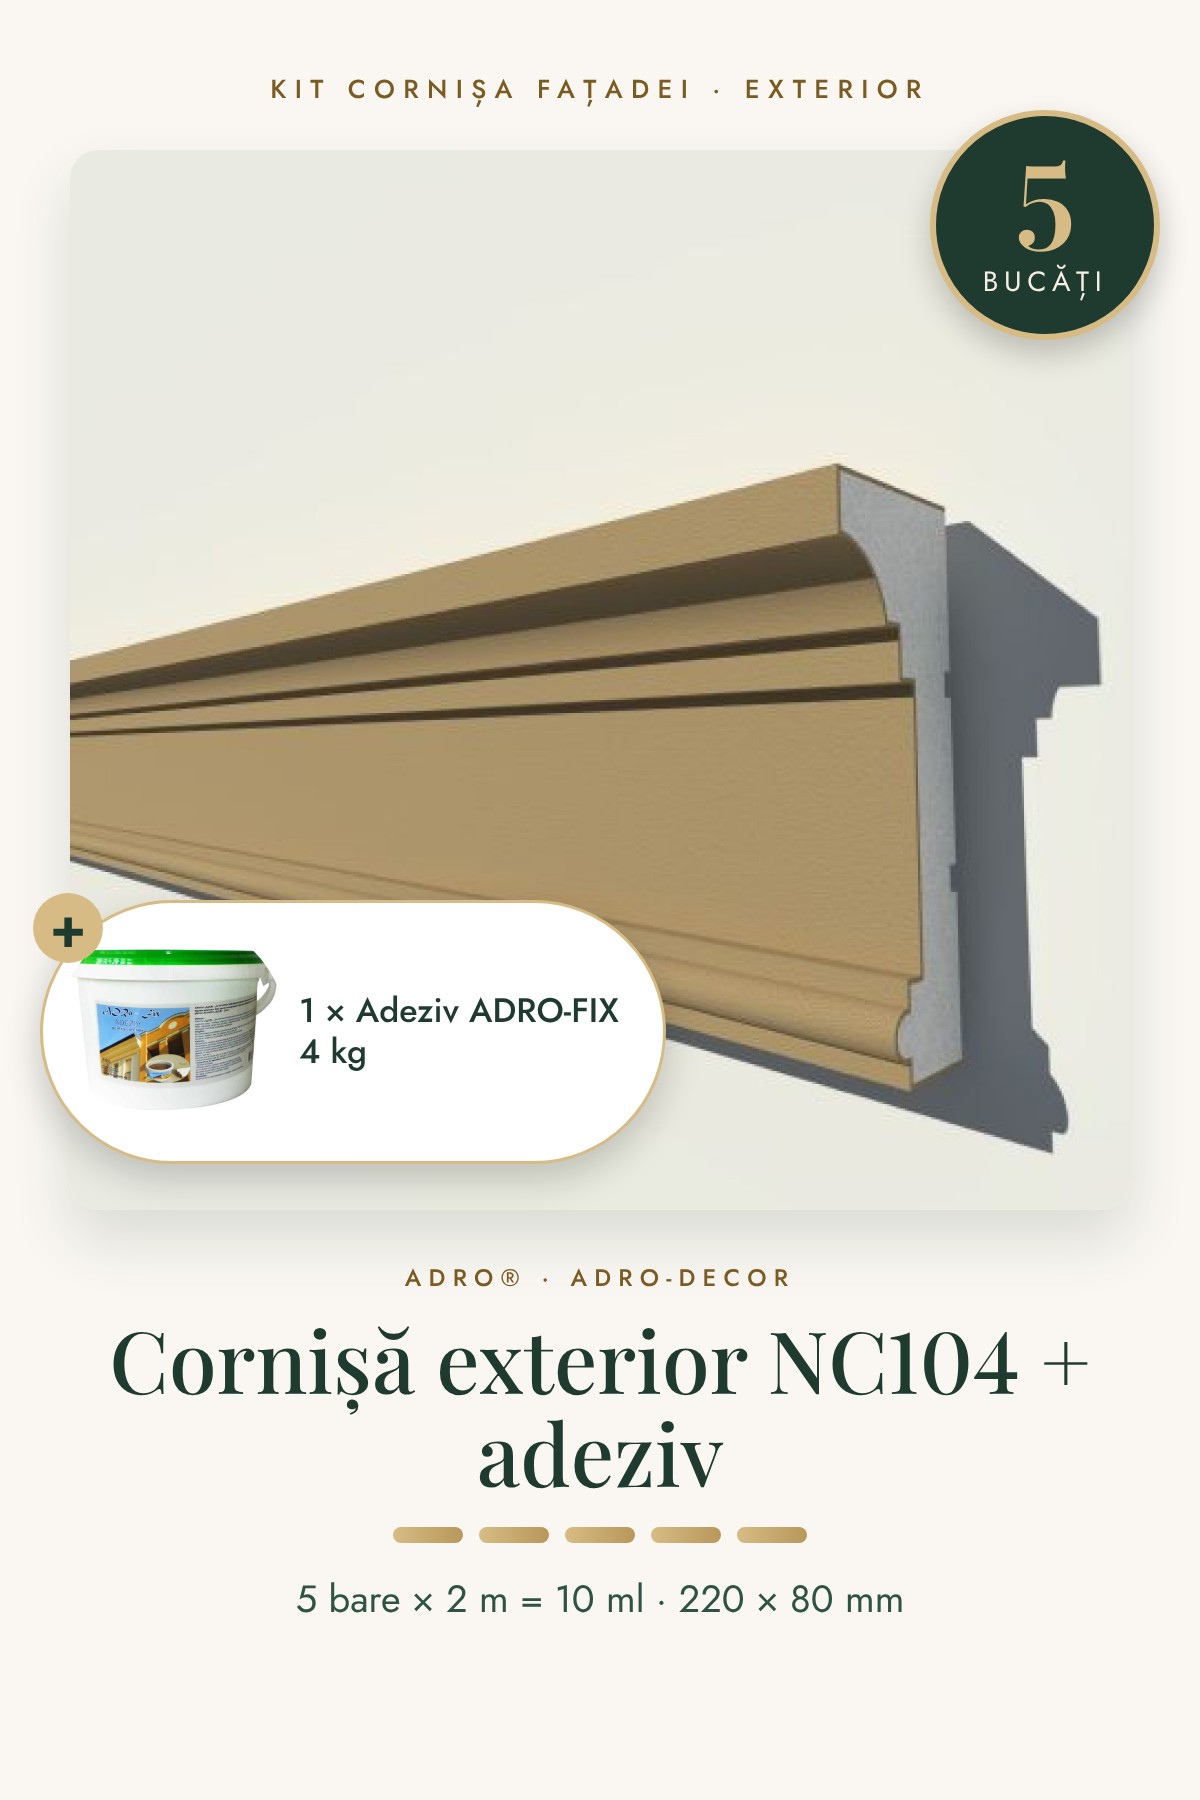 KIT CORNIȘA FAȚADEI · EXTERIOR
5
BUCĂȚI
+
1 × Adeziv ADRO-FIX
4 kg
ADRO® · ADRO-DECOR
Cornișă exterior NC104 +
adeziv
5 bare × 2 m = 10 ml · 220 × 80 mm